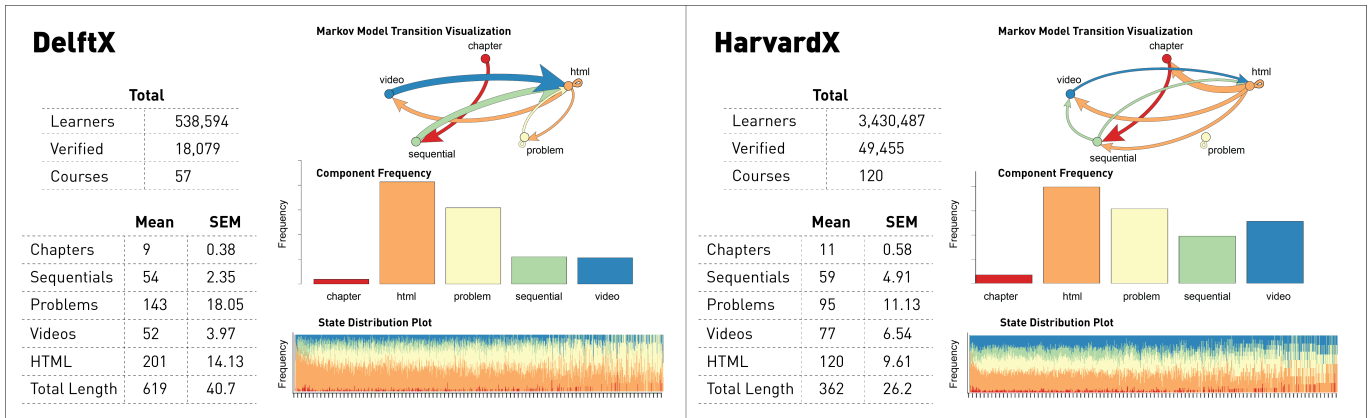 DelftX
Total
Learners 538,594
Verified 18,079
Courses 57
Mean SEM
Chapters 9 0.38
Sequentials 54 2.35
Problems 143 18.05
Videos 52 3.97
HTML 201 14.13
Total Length 619 40.7
Markov Model Transition Visualization
chapter
video
html
sequential
problem
Component Frequency
Frequency
chapter html problem sequential video
State Distribution Plot
Frequency
HarvardX
Total
Learners 3,430,487
Verified 49,455
Courses 120
Mean SEM
Chapters 11 0.58
Sequentials 59 4.91
Problems 95 11.13
Videos 77 6.54
HTML 120 9.61
Total Length 362 26.2
Markov Model Transition Visualization
chapter
video
html
sequential
problem
Component Frequency
Frequency
chapter html problem sequential video
State Distribution Plot
Frequency